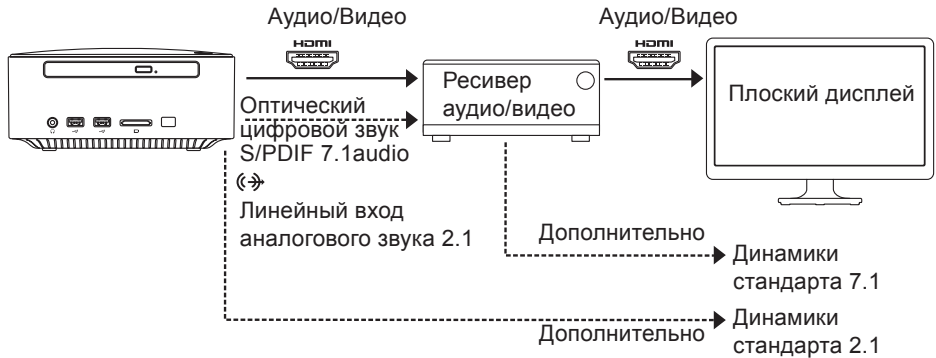 Аудио/Видео
HDMI
Аудио/Видео
HDMI
Ресивер
аудио/видео
Плоский дисплей
Оптический
цифровой звук
S/PDIF 7.1audio
Линейный вход
аналогового звука 2.1
Дополнительно
Динамики
стандарта 7.1
Дополнительно
Динамики
стандарта 2.1